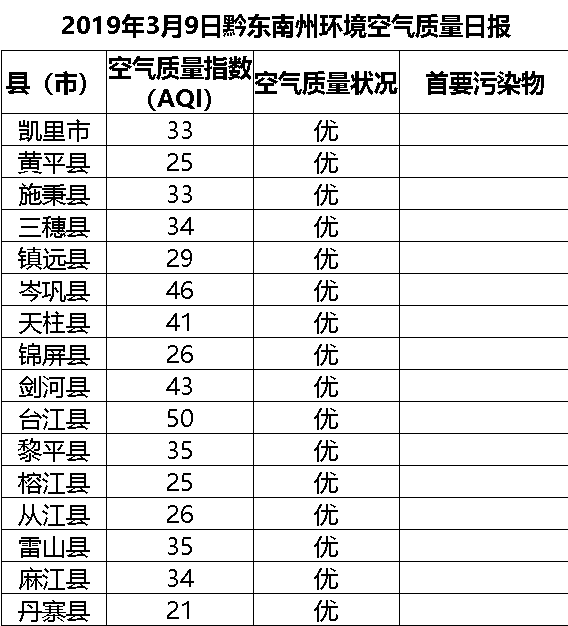 2019年3月9日黔东南州环境空气质量日报
县（市） 空气质量指数（AQI） 空气质量状况 首要污染物
凯里市 33 优
黄平县 25 优
施秉县 33 优
三穗县 34 优
镇远县 29 优
岑巩县 46 优
天柱县 41 优
锦屏县 26 优
剑河县 43 优
台江县 50 优
黎平县 35 优
榕江县 25 优
从江县 26 优
雷山县 35 优
麻江县 34 优
丹寨县 21 优